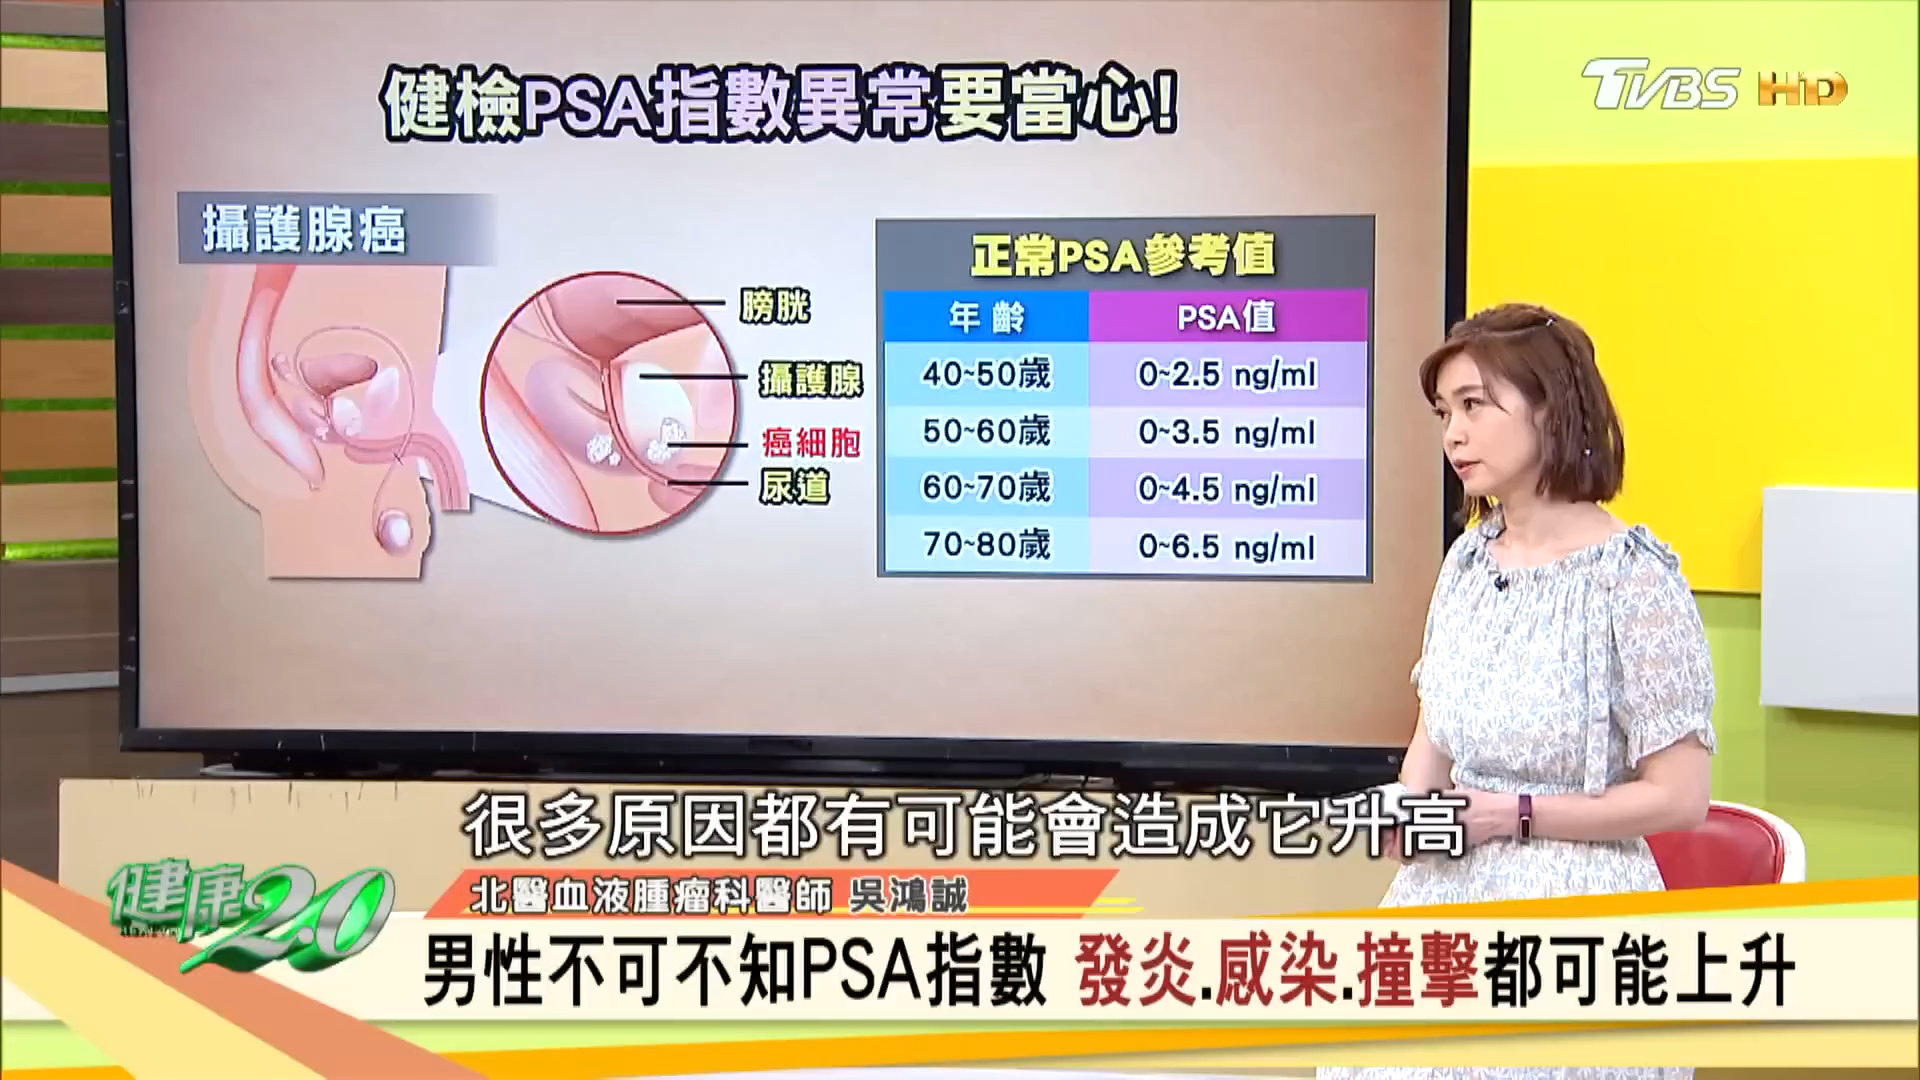 健檢PSA指數異常要當心!
TVBS HD
攝護腺癌
膀胱
攝護腺
癌細胞
尿道
正常PSA參考值
年齡 PSA值
40~50歲 0~2.5 ng/ml
50~60歲 0~3.5 ng/ml
60~70歲 0~4.5 ng/ml
70~80歲 0~6.5 ng/ml
很多原因都有可能會造成它升高
健康2.0
北醫血液腫瘤科醫師 吳鴻誠
男性不可不知PSA指數 發炎.感染.撞擊都可能上升